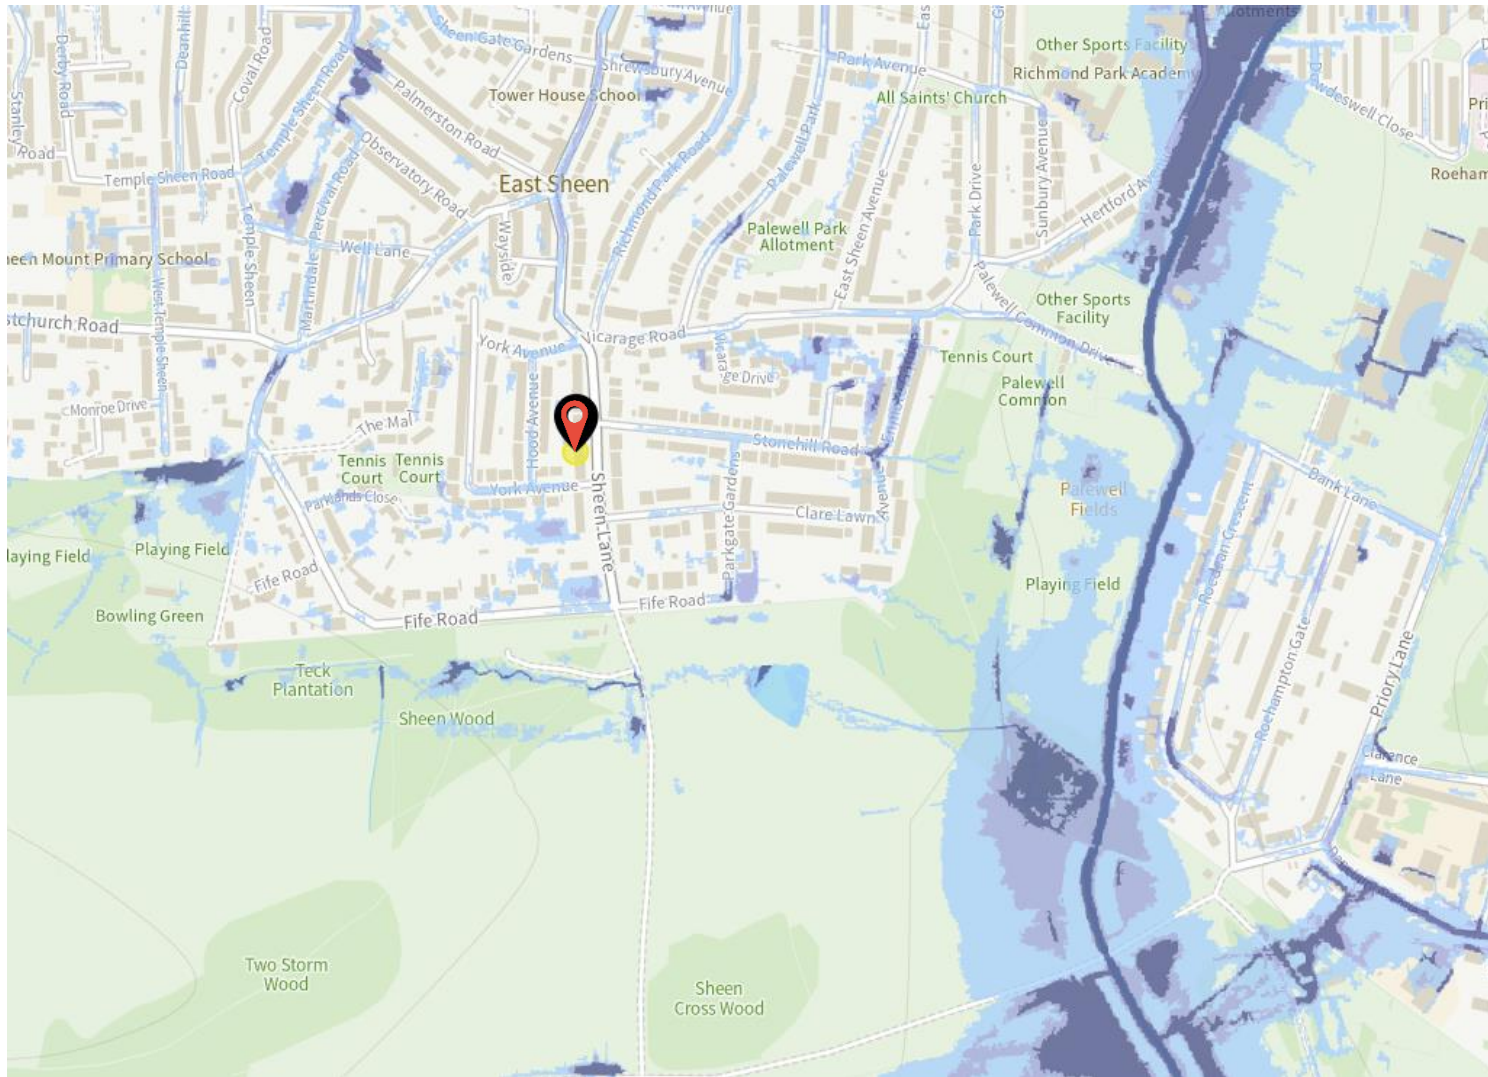 Allotments
Sheen Gate Gardens
Shrewsbury Avenue
Park Avenue
Other Sports Facility
Richmond Park Academy
Derby Road
Deanhill
Coval Road
Temple Sheen Road
Tower House School
All Saints' Church
Dowdeswell Close
Stanley
Road
Palmerston Road
Observatory Road
Percival Road
East Sheen
Richmond Park Road
Palewell Park
East Sheen Avenue
Park Drive
Sunbury Avenue
Hertford
Temple Sheen Road
Temple Sheen
Well Lane
Wayside
Palewell Park
Allotment
een Mount Primary School
West Temple Sheen
Martindale
Palewell Common Drive
Other Sports
Facility
stchurch Road
York Avenue
Vicarage Road
Vicarage Drive
Tennis Court
Palewell
Common
Monroe Drive
The Mall
Hood Avenue
Stonehill Road
Enmore
Avenue
Tennis
Court
Tennis
Court
York Avenue
Parklands Close
Sheen Lane
Parkgate Gardens
Clare Lawn
Palewell
Fields
Bank Lane
Roedean Crescent
laying Field
Playing Field
Fife Road
Bowling Green
Fife Road
Fife Road
Playing Field
Roehampton Gate
Priory Lane
Teck
Plantation
Sheen Wood
Clarence
Lane
Two Storm
Wood
Sheen
Cross Wood